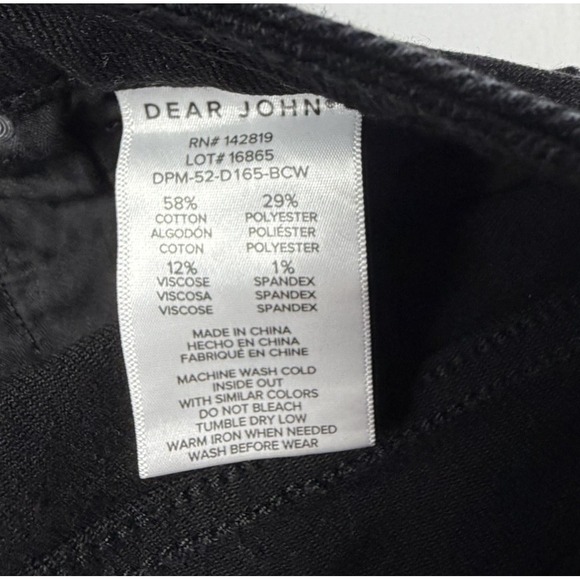 DEAR JOHN®
RN# 142819
LOT# 16865
DPM-52-D165-BCW
58% 29%
COTTON POLYESTER
ALGODÓN POLIÉSTER
COTON POLYESTER
12% 1%
VISCOSE SPANDEX
VISCOSA SPANDEX
VISCOSE SPANDEX
MADE IN CHINA
HECHO EN CHINA
FABRIQUÉ EN CHINE
MACHINE WASH COLD
INSIDE OUT
WITH SIMILAR COLORS
DO NOT BLEACH
TUMBLE DRY LOW
WARM IRON WHEN NEEDED
WASH BEFORE WEAR